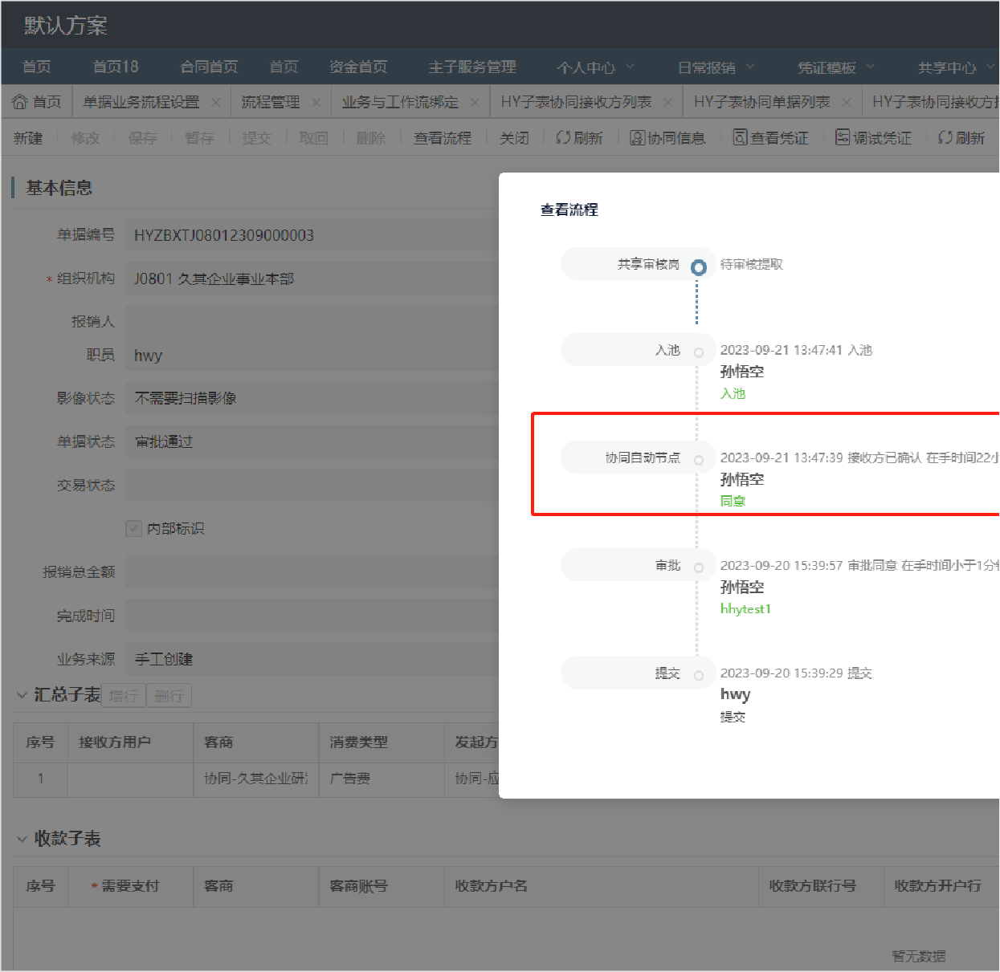 默认方案
首页 首页18 合同首页 首页 资金首页 主子服务管理 个人中心 日常报销 凭证模板 共享中心
首页 单据业务流程设置 流程管理 业务与工作流绑定 HY子表协同接收方列表 HY子表协同单据列表 HY子表协同接收方
新建 修改 保存 暂存 提交 取回 删除 查看流程 关闭 刷新 协同信息 查看凭证 调试凭证 刷新
基本信息
单据编号 HYZBXTJ08012309000003
* 组织机构 J0801 久其企业事业本部
报销人
职员 hwy
影像状态 不需要扫描影像
单据状态 审批通过
交易状态
内部标识
报销总金额
完成时间
业务来源 手工创建
汇总子表 增行 删行
序号 接收方用户 客商 消费类型 发起方
1 协同-久其企业研 广告费 协同-应
收款子表
序号 * 需要支付 客商 客商账号 收款方户名 收款方联行号 收款方开户行
暂无数据
查看流程
共享审核岗 待审核提取
入池 2023-09-21 13:47:41 入池
孙悟空
入池
协同自动节点 2023-09-21 13:47:39 接收方已确认 在手时间22小
孙悟空
同意
审批 2023-09-20 15:39:57 审批同意 在手时间小于1分
孙悟空
hhytest1
提交 2023-09-20 15:39:29 提交
hwy
提交